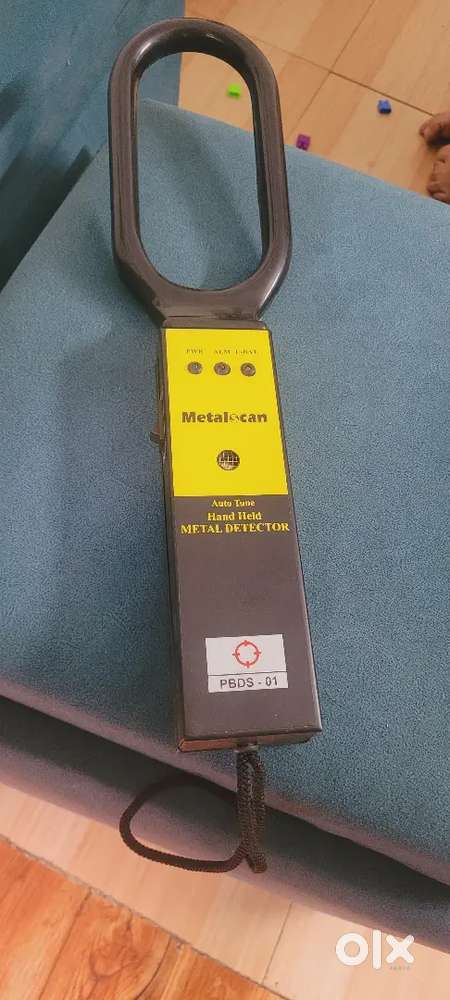 PWR ALM L-BAT
Metalscan
Auto Tune
Hand Held
METAL DETECTOR
PBDS - 01
olx